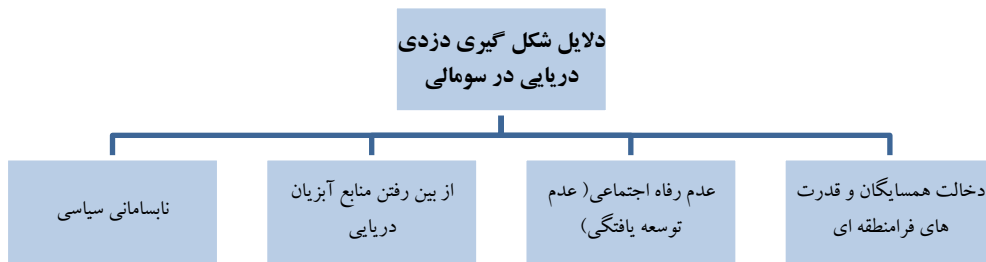 دلایل شکل گیری دزدی
دریایی در سومالی
دخالت همسایگان و قدرت
های فرامنطقه ای
عدم رفاه اجتماعی( عدم
توسعه یافتگی)
از بین رفتن منابع آبزیان
دریایی
نابسامانی سیاسی